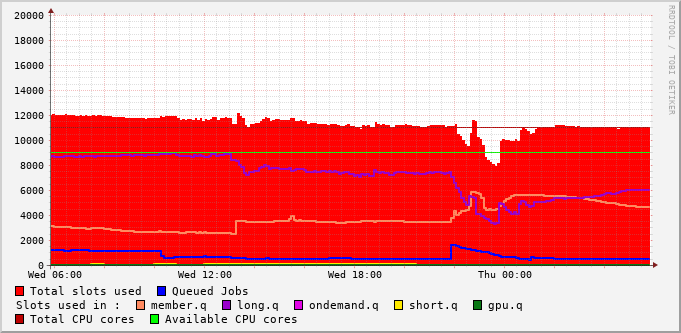 20000
18000
16000
14000
12000
10000
8000
6000
4000
2000
0
Wed 06:00 Wed 12:00 Wed 18:00 Thu 00:00
RRDTOOL / TOBI OETIKER
Total slots used Queued Jobs
Slots used in : member.q long.q ondemand.q short.q gpu.q
Total CPU cores Available CPU cores